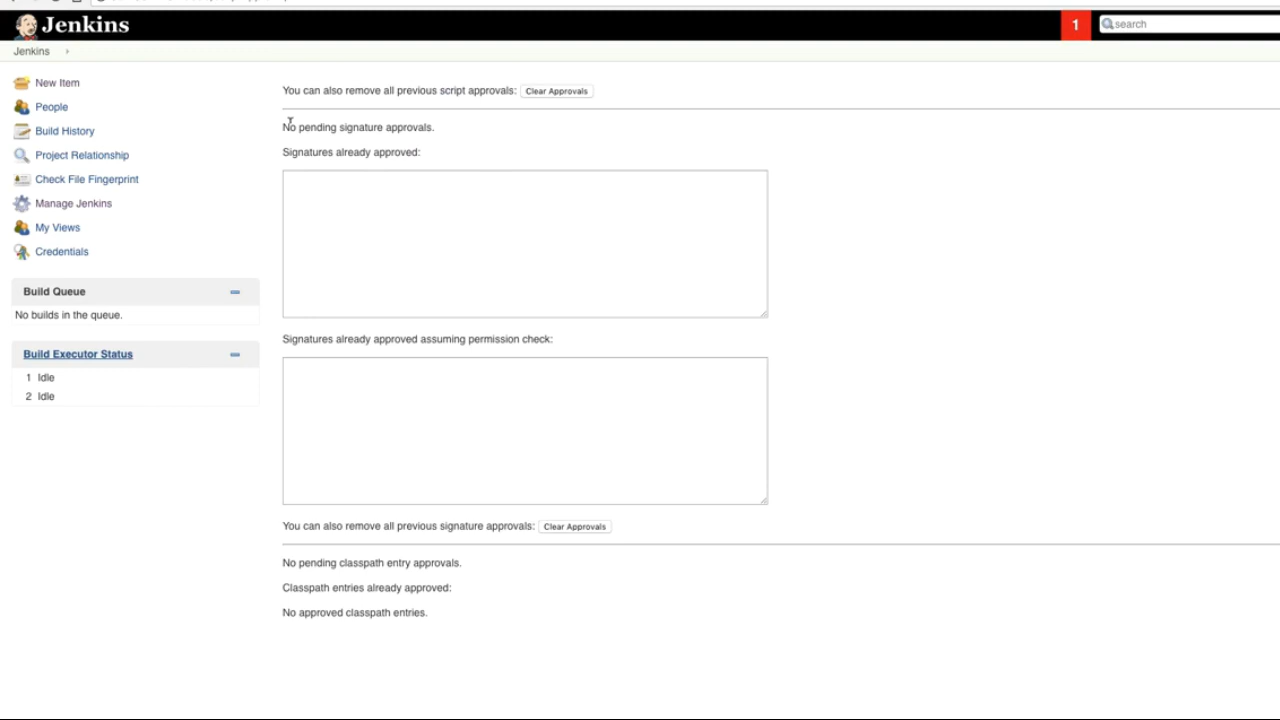 Jenkins
1
search
Jenkins
New Item
People
Build History
Project Relationship
Check File Fingerprint
Manage Jenkins
My Views
Credentials
Build Queue
No builds in the queue.
Build Executor Status
1 Idle
2 Idle
You can also remove all previous script approvals: Clear Approvals
No pending signature approvals.
Signatures already approved:
Signatures already approved assuming permission check:
You can also remove all previous signature approvals: Clear Approvals
No pending classpath entry approvals.
Classpath entries already approved:
No approved classpath entries.